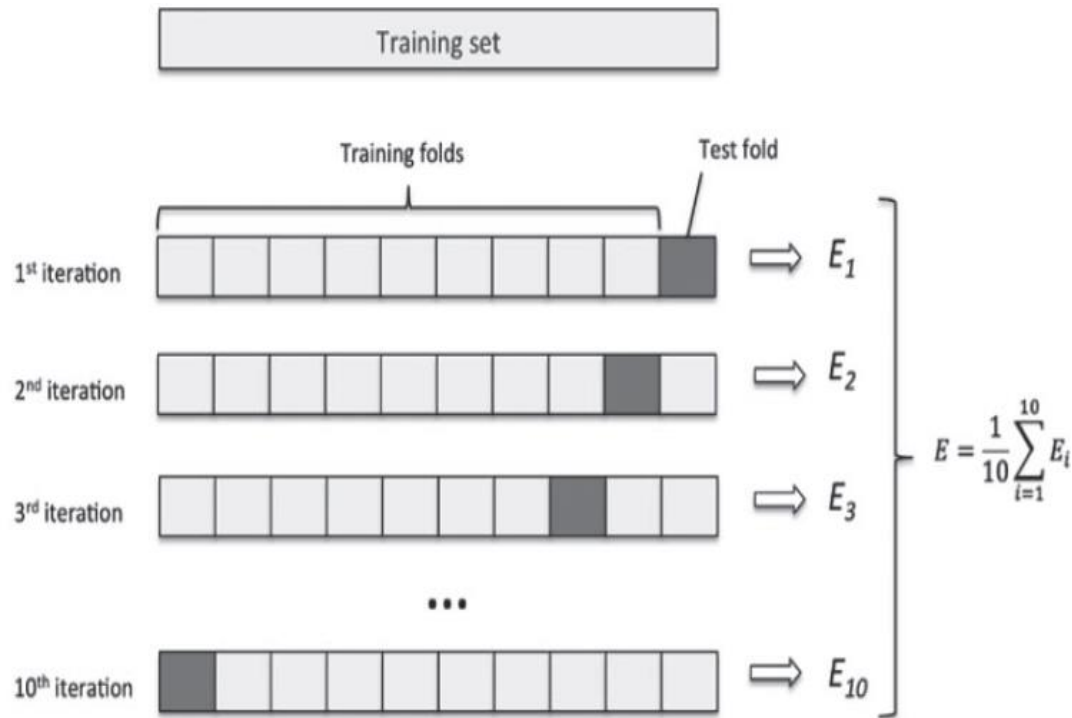 Training set
Training folds
Test fold
1st iteration
E1
2nd iteration
E2
E = 1/10 ∑ i=1 10 Ei
3rd iteration
E3
...
10th iteration
E10